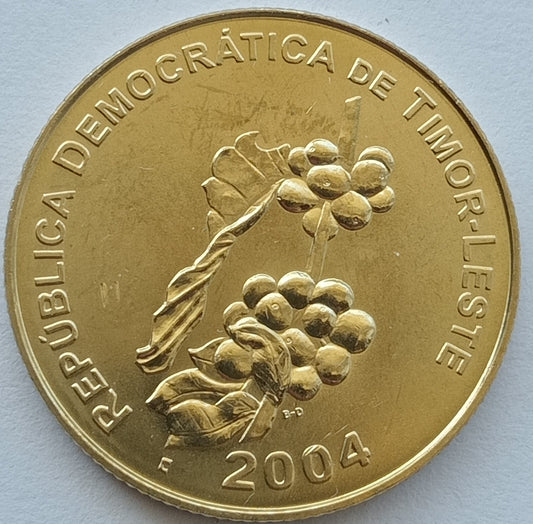 REPÚBLICA DEMOCRÁTICA DE TIMOR-LESTE
B-D
2004